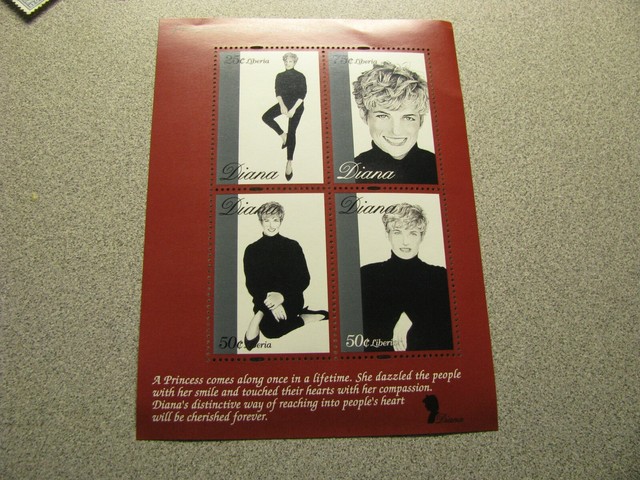 25¢ Liberia
Diana
75¢ Liberia
Diana
Diana
50¢ Liberia
Diana
50¢ Liberia
A Princess comes along once in a lifetime. She dazzled the people
with her smile and touched their hearts with her compassion.
Diana's distinctive way of reaching into people's heart
will be cherished forever.
Diana